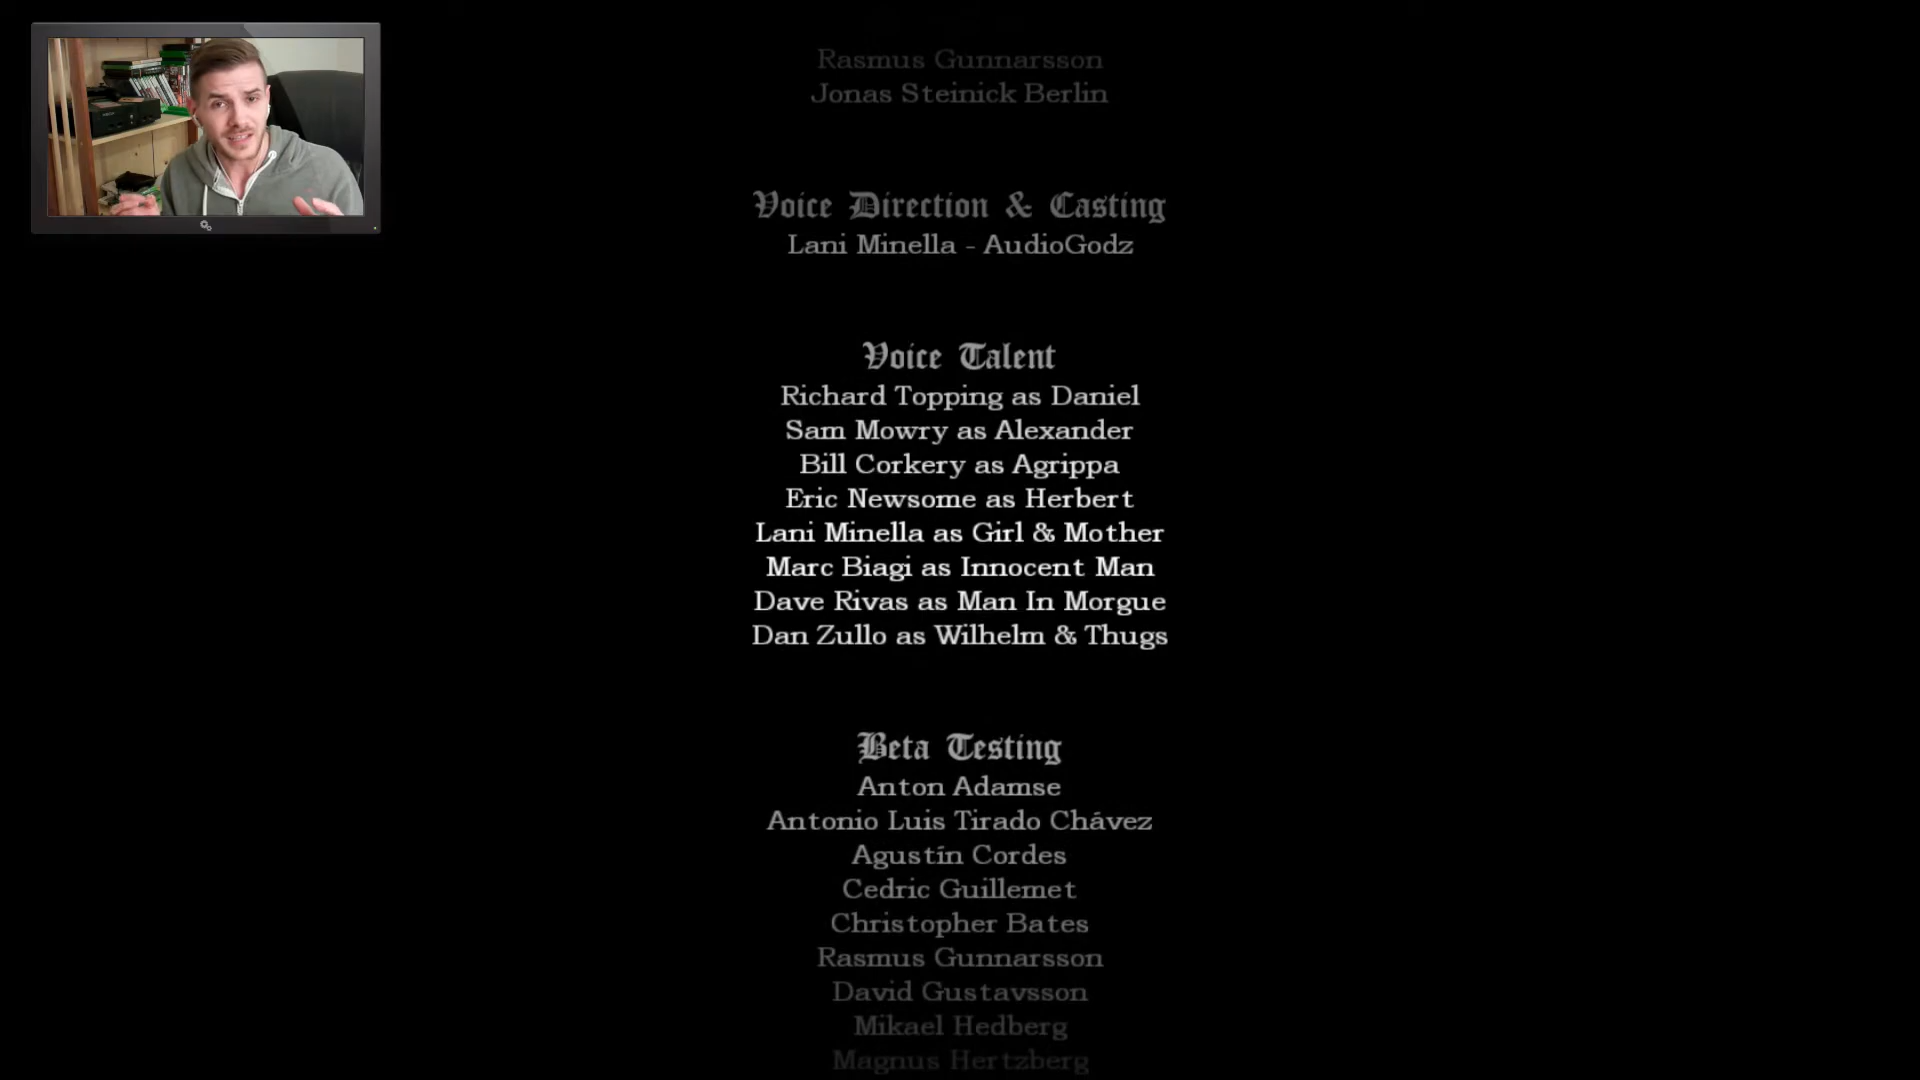 Rasmus Gunnarsson
Jonas Steinick Berlin
Voice Direction & Casting
Lani Minella - AudioGodz
Voice Talent
Richard Topping as Daniel
Sam Mowry as Alexander
Bill Corkery as Agrippa
Eric Newsome as Herbert
Lani Minella as Girl & Mother
Marc Biagi as Innocent Man
Dave Rivas as Man In Morgue
Dan Zullo as Wilhelm & Thugs
Beta Testing
Anton Adamse
Antonio Luis Tirado Chávez
Agustín Cordes
Cedric Guillemet
Christopher Bates
Rasmus Gunnarsson
David Gustavsson
Mikael Hedberg
Magnus Hertzberg